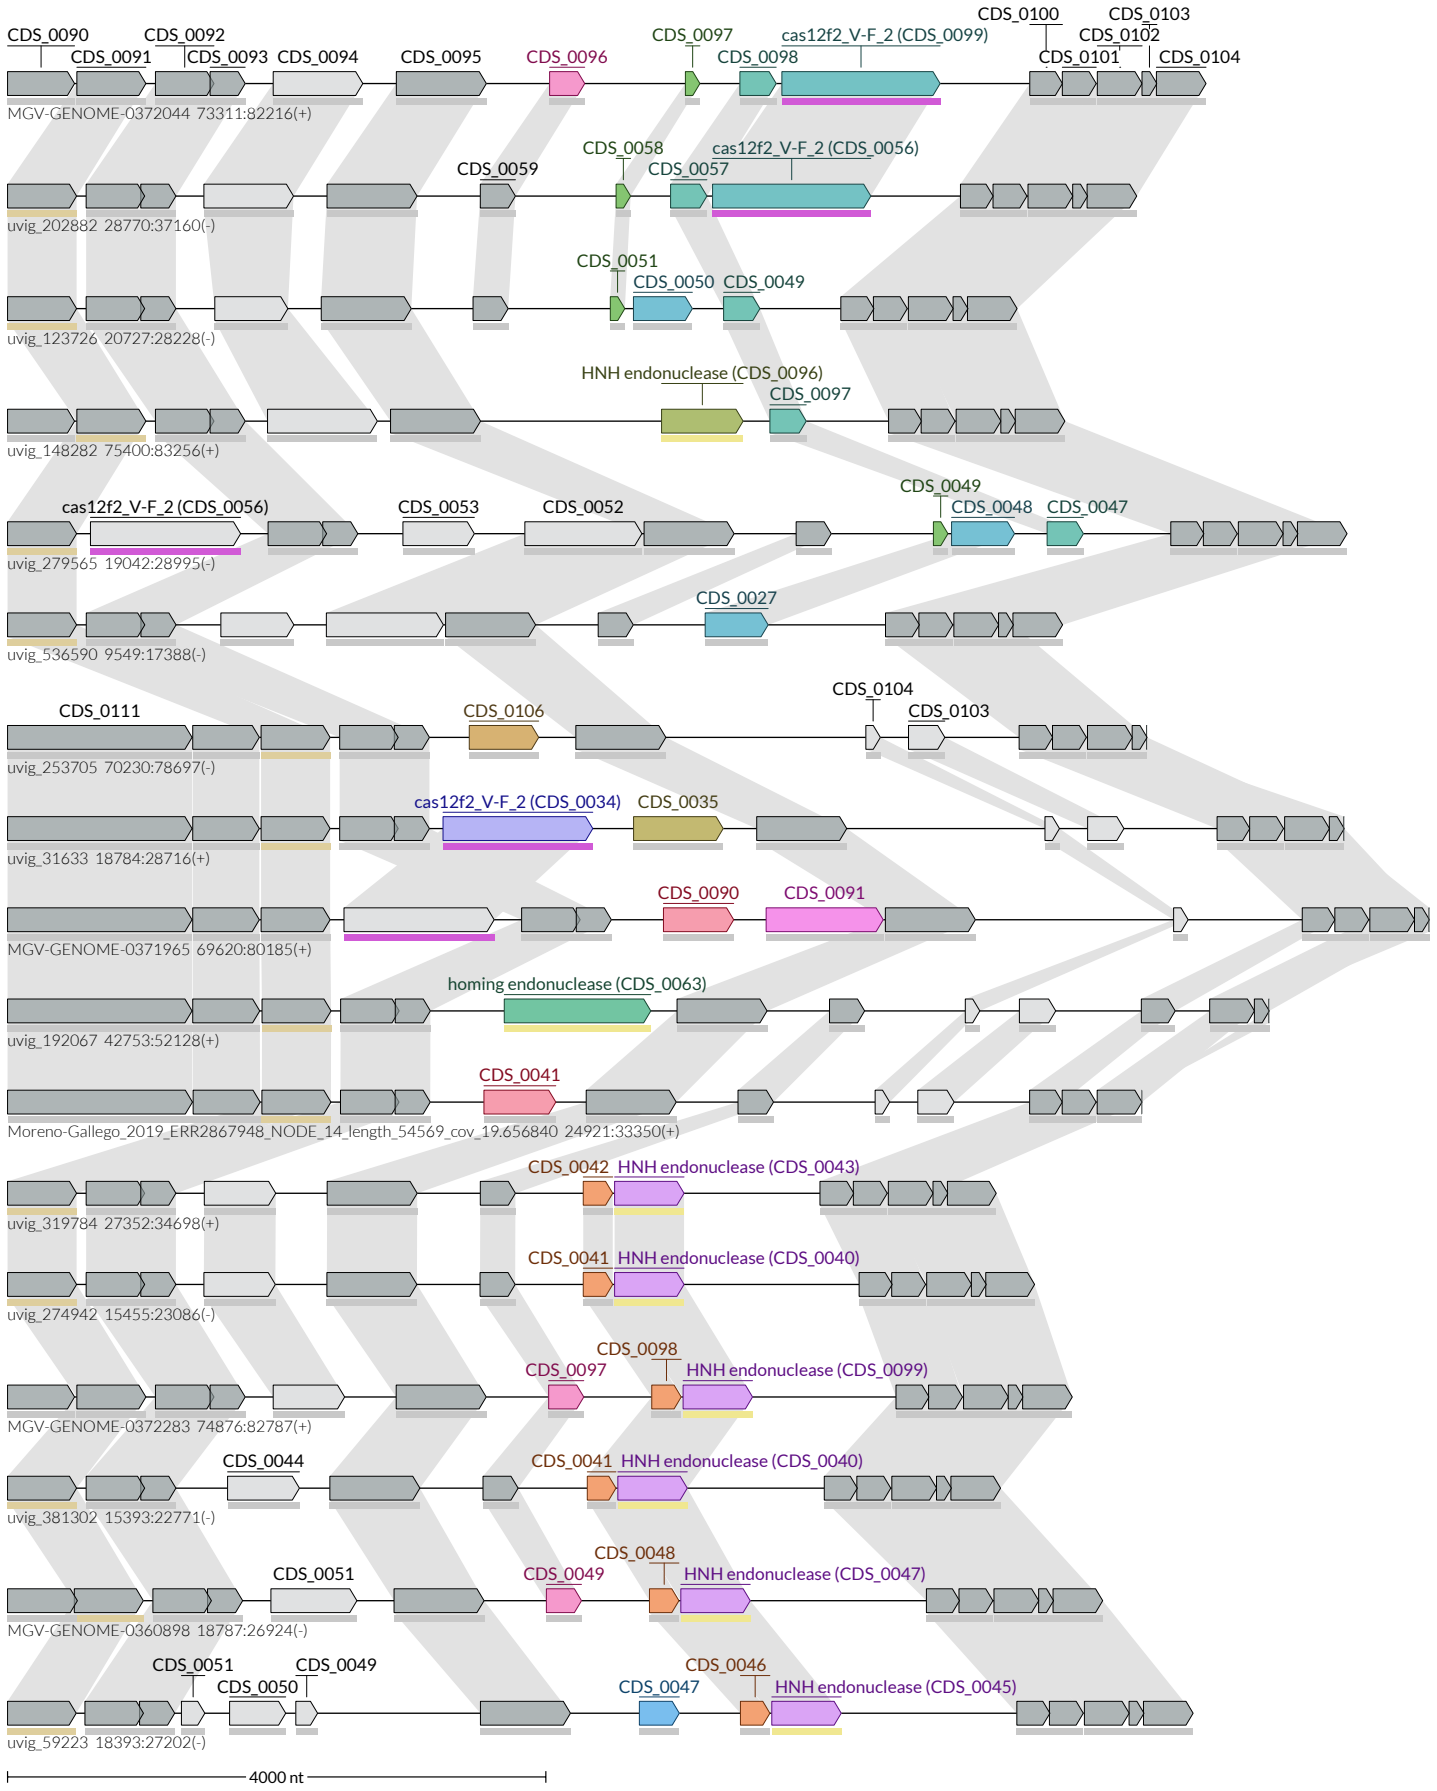 CDS_0100 CDS_0103
CDS_0090 CDS_0092 CDS_0097 cas12f2_V-F_2 (CDS_0099) CDS_0102
CDS_0091 CDS_0093 CDS_0094 CDS_0095 CDS_0096 CDS_0098 CDS_0101 CDS_0104
MGV-GENOME-0372044 73311:82216(+)
CDS_0058 cas12f2_V-F_2 (CDS_0056)
CDS_0059 CDS_0057
uvig_202882 28770:37160(-)
CDS_0051
CDS_0050 CDS_0049
uvig_123726 20727:28228(-)
HNH endonuclease (CDS_0096)
CDS_0097
uvig_148282 75400:83256(+)
CDS_0049
cas12f2_V-F_2 (CDS_0056) CDS_0053 CDS_0052 CDS_0048 CDS_0047
uvig_279565 19042:28995(-)
CDS_0027
uvig_536590 9549:17388(-)
CDS_0104
CDS_0111 CDS_0106 CDS_0103
uvig_253705 70230:78697(-)
cas12f2_V-F_2 (CDS_0034) CDS_0035
uvig_31633 18784:28716(+)
CDS_0090 CDS_0091
MGV-GENOME-0371965 69620:80185(+)
homing endonuclease (CDS_0063)
uvig_192067 42753:52128(+)
CDS_0041
Moreno-Gallego_2019_ERR2867948_NODE_14_length_54569_cov_19.656840 24921:33350(+)
CDS_0042 HNH endonuclease (CDS_0043)
uvig_319784 27352:34698(+)
CDS_0041 HNH endonuclease (CDS_0040)
uvig_274942 15455:23086(-)
CDS_0098
CDS_0097 HNH endonuclease (CDS_0099)
MGV-GENOME-0372283 74876:82787(+)
CDS_0044 CDS_0041 HNH endonuclease (CDS_0040)
uvig_381302 15393:22771(-)
CDS_0048
CDS_0051 CDS_0049 HNH endonuclease (CDS_0047)
MGV-GENOME-0360898 18787:26924(-)
CDS_0051 CDS_0049 CDS_0046
CDS_0050 CDS_0047 HNH endonuclease (CDS_0045)
uvig_59223 18393:27202(-)
4000 nt